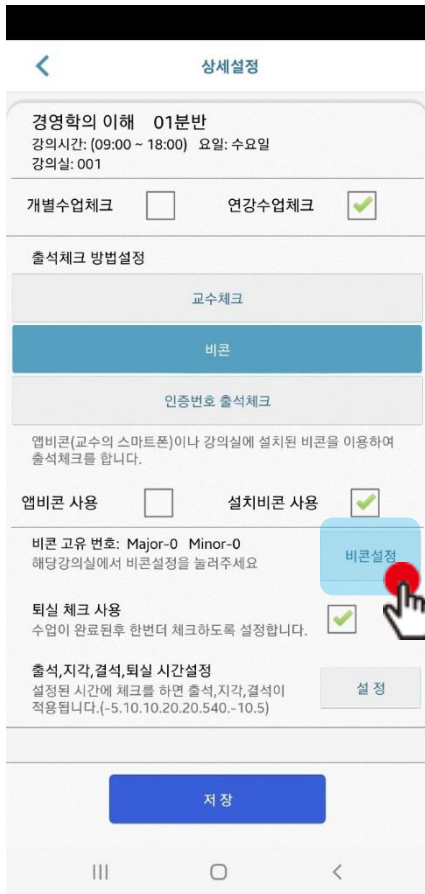 상세설정
경영학의 이해 01분반
강의시간: (09:00 ~ 18:00) 요일: 수요일
강의실: 001
개별수업체크 연강수업체크
출석체크 방법설정
교수체크
비콘
인증번호 출석체크
앱비콘(교수의 스마트폰)이나 강의실에 설치된 비콘을 이용하여
출석체크를 합니다.
앱비콘 사용 설치비콘 사용
비콘 고유 번호: Major-0 Minor-0
해당강의실에서 비콘설정을 눌러주세요
비콘설정
퇴실 체크 사용
수업이 완료된후 한번더 체크하도록 설정합니다.
출석,지각,결석,퇴실 시간설정
설정된 시간에 체크를 하면 출석,지각,결석이
적용됩니다.(-5.10.10.20.20.540.-10.5)
설 정
저 장